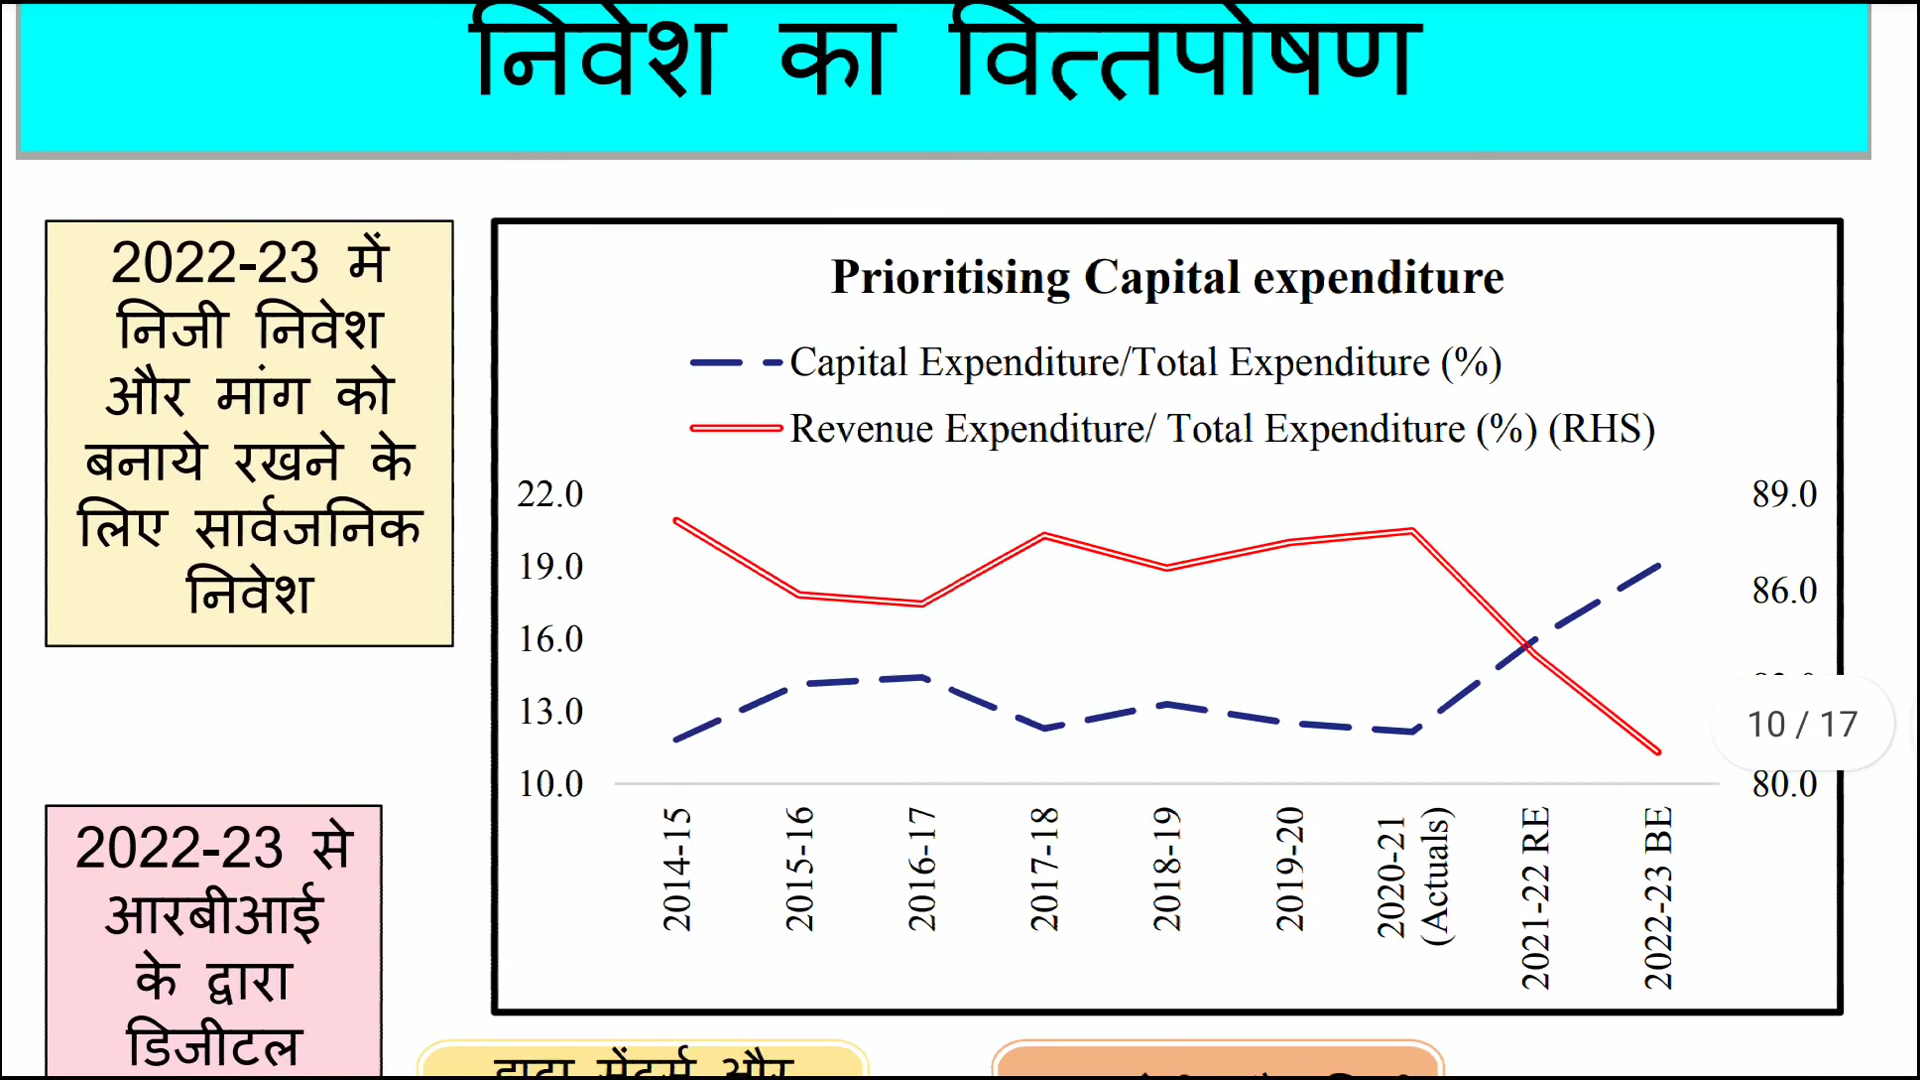 निवेश का वित्तपोषण
2022-23 में
निजी निवेश
और मांग को
बनाये रखने के
लिए सार्वजनिक
निवेश
Prioritising Capital expenditure
Capital Expenditure/Total Expenditure (%)
Revenue Expenditure/ Total Expenditure (%) (RHS)
22.0
19.0
16.0
13.0
10.0
89.0
86.0
80.0
10 / 17
2014-15
2015-16
2016-17
2017-18
2018-19
2019-20
2020-21
(Actuals)
2021-22 RE
2022-23 BE
2022-23 से
आरबीआई
के द्वारा
डिजीटल
डाटा सेंटर्स और